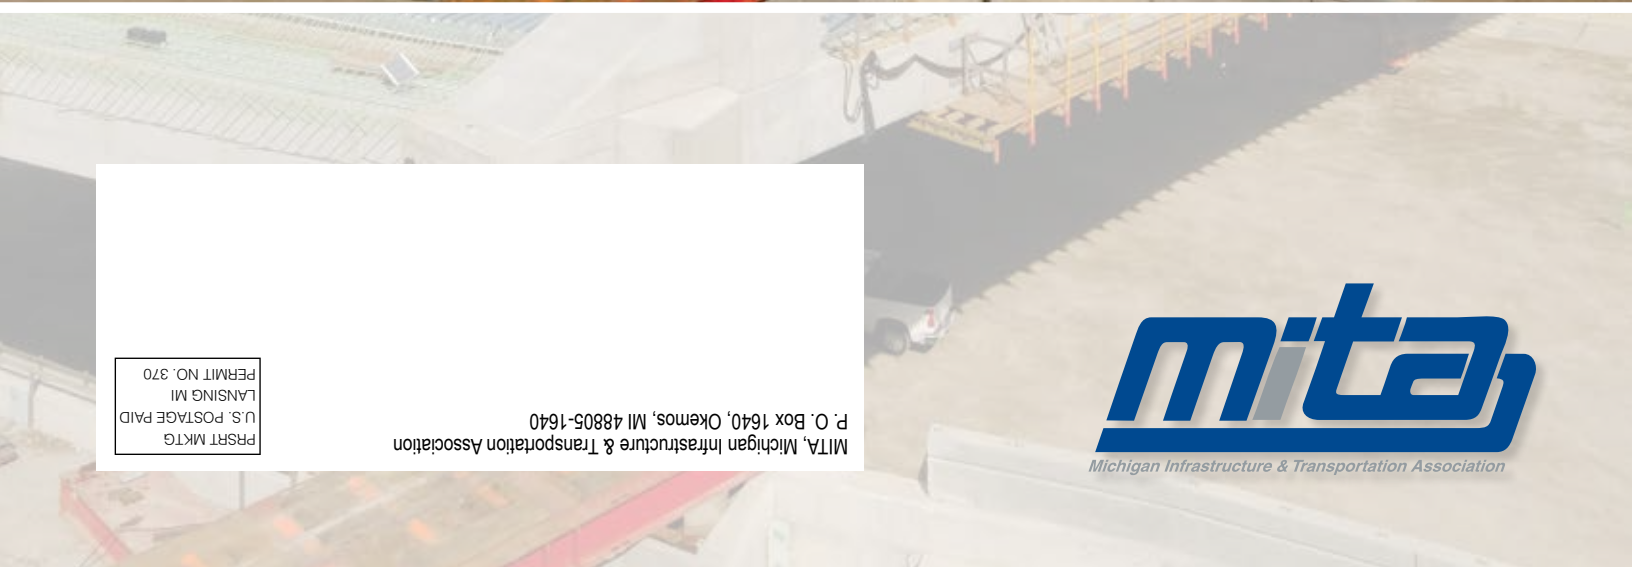 MITA, Michigan Infrastructure & Transportation Association
P. O. Box 1640, Okemos, MI 48805-1640
PRSRT MKTG
U.S. POSTAGE PAID
LANSING MI
PERMIT NO. 370
mita
Michigan Infrastructure & Transportation Association